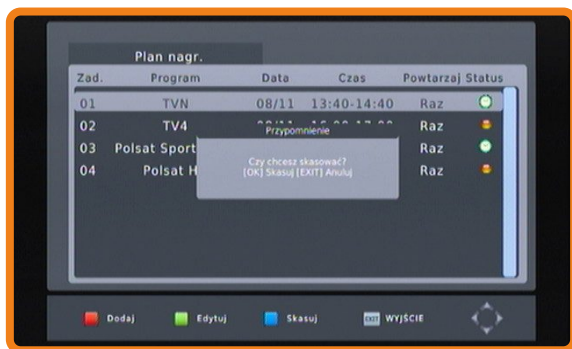 Plan nagr.
Zad. Program Data Czas Powtarzaj Status
01 TVN 08/11 13:40-14:40 Raz
02 TV4 Raz
03 Polsat Sport Raz
04 Polsat H Raz
Przypomnienie
Czy chcesz skasować?
[OK] Skasuj [EXIT] Anuluj
Dodaj Edytuj Skasuj EXIT WYJŚCIE